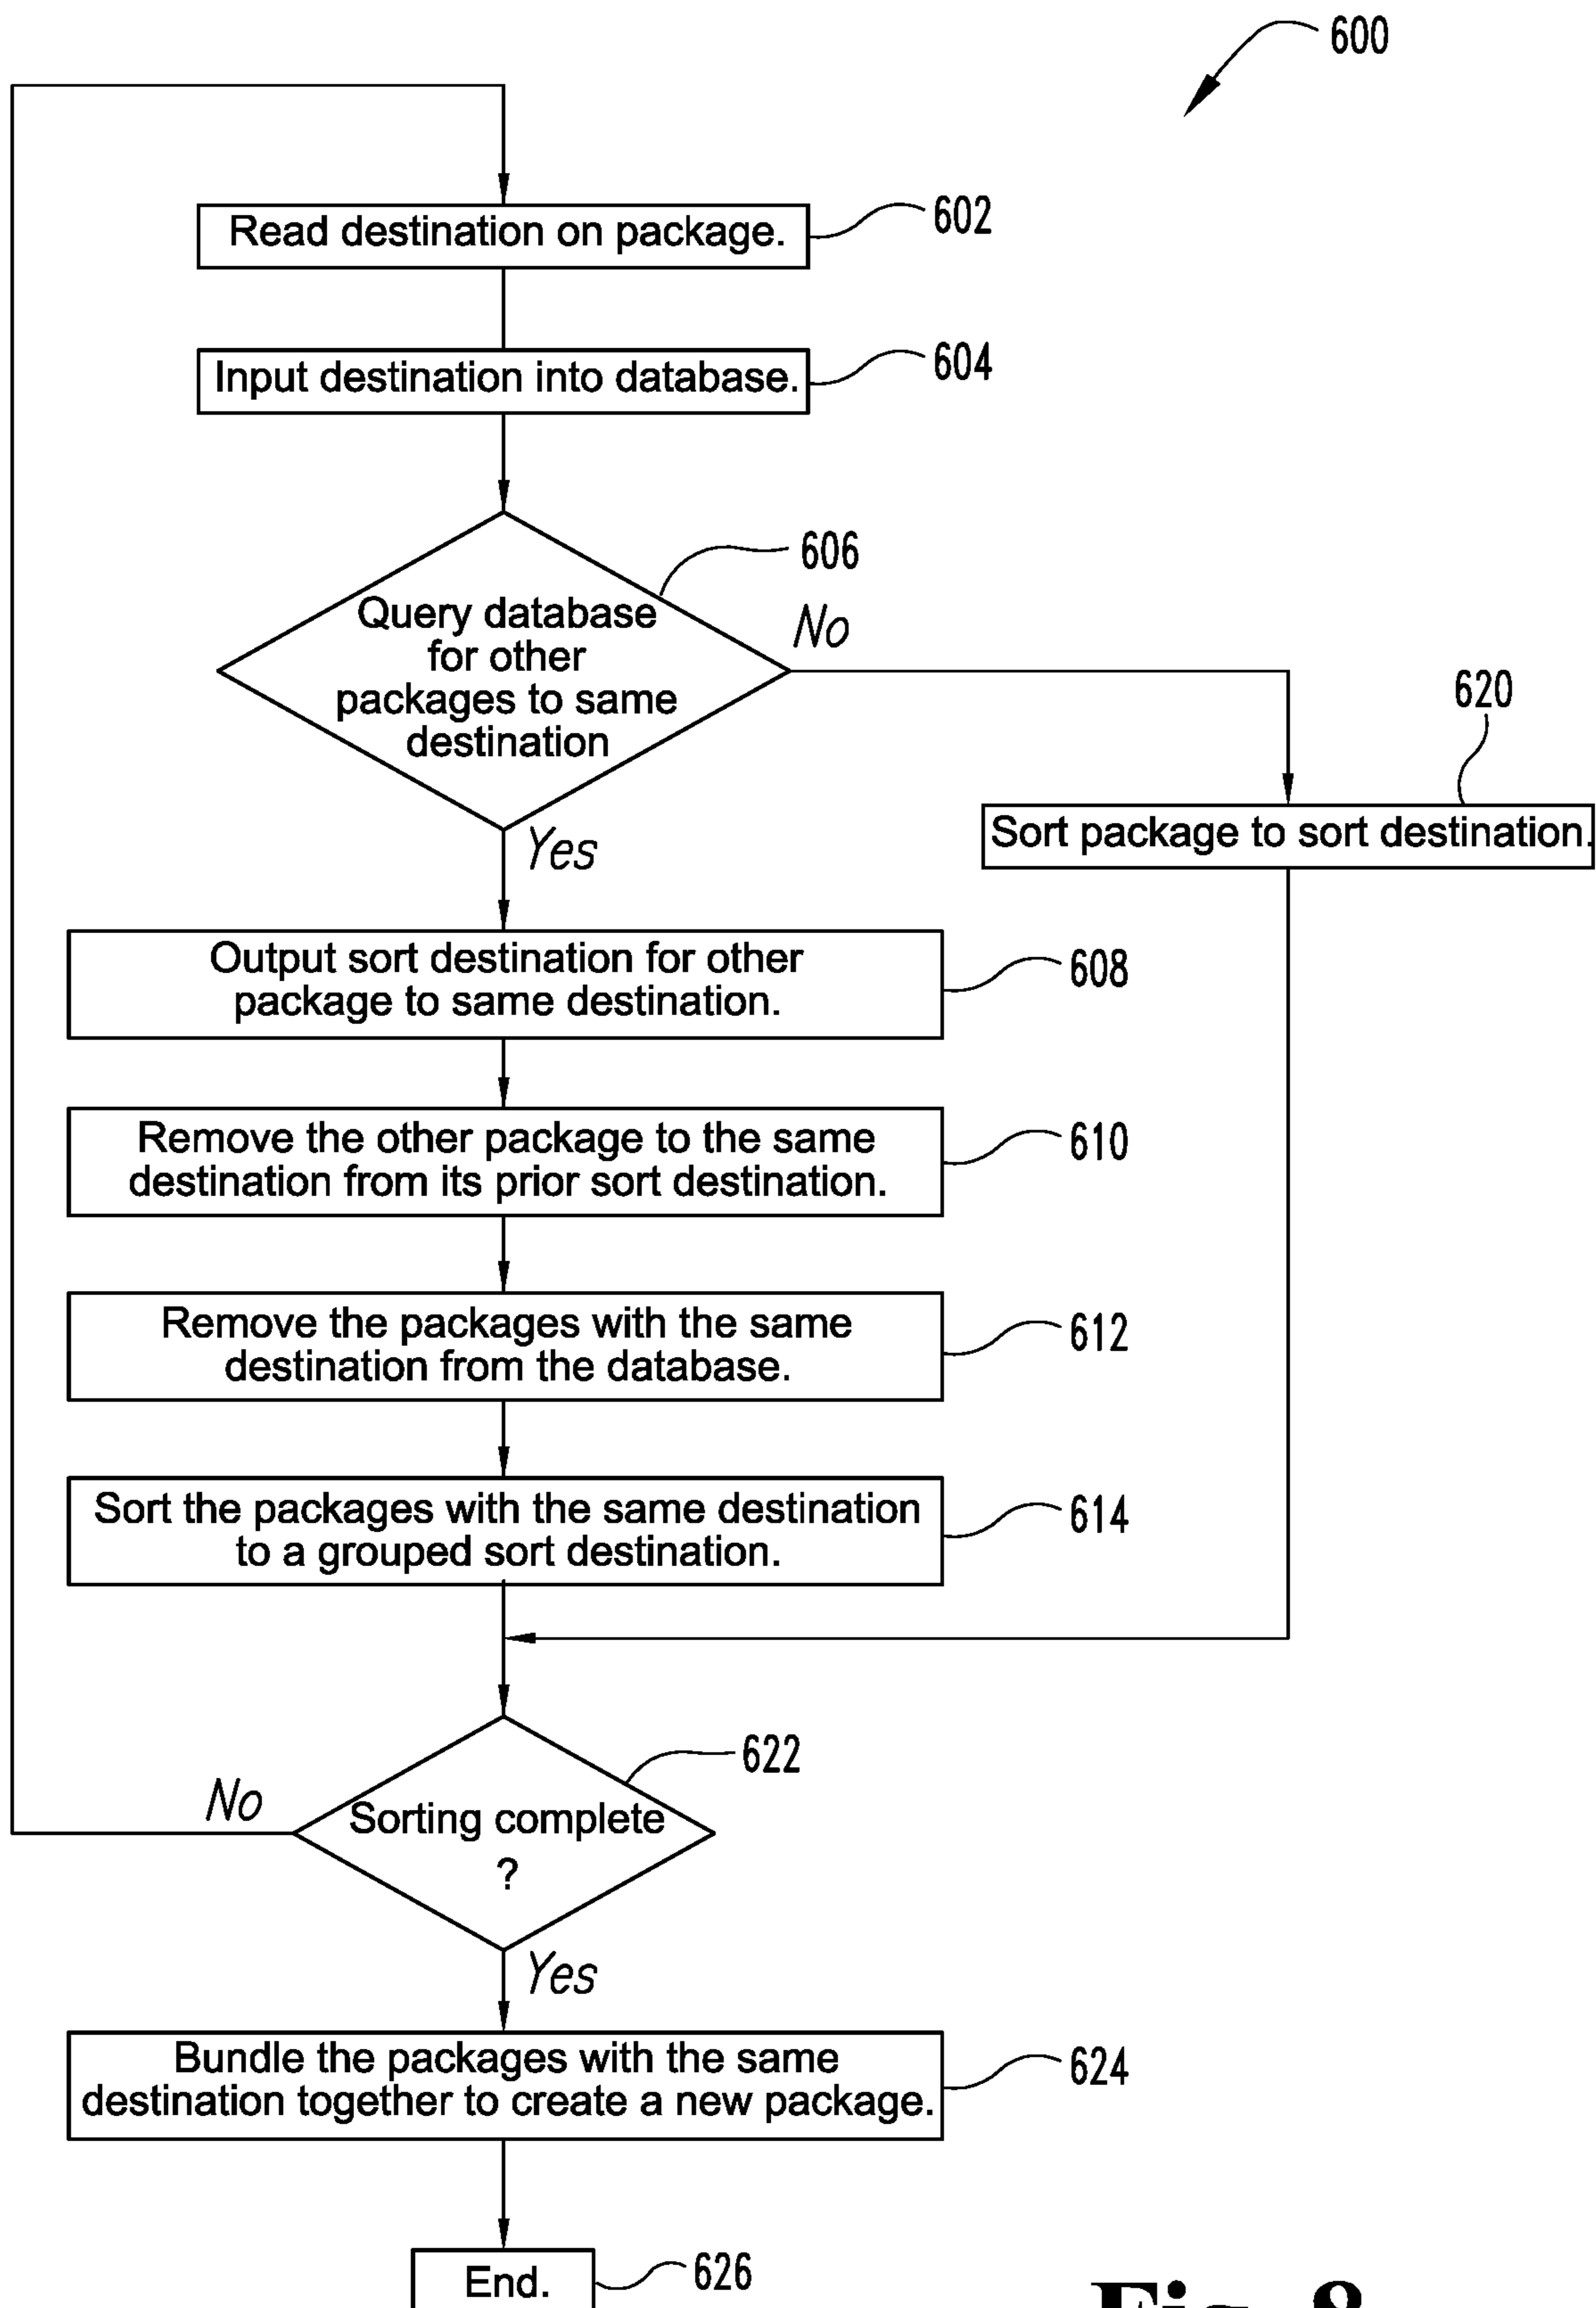 600
Read destination on package.
602
Input destination into database.
604
606
Query database
for other
packages to same
destination
No
620
Sort package to sort destination.
Yes
Output sort destination for other
package to same destination.
608
Remove the other package to the same
destination from its prior sort destination.
610
Remove the packages with the same
destination from the database.
612
Sort the packages with the same destination
to a grouped sort destination.
614
622
No
Sorting complete
?
Yes
Bundle the packages with the same
destination together to create a new package.
624
End.
626